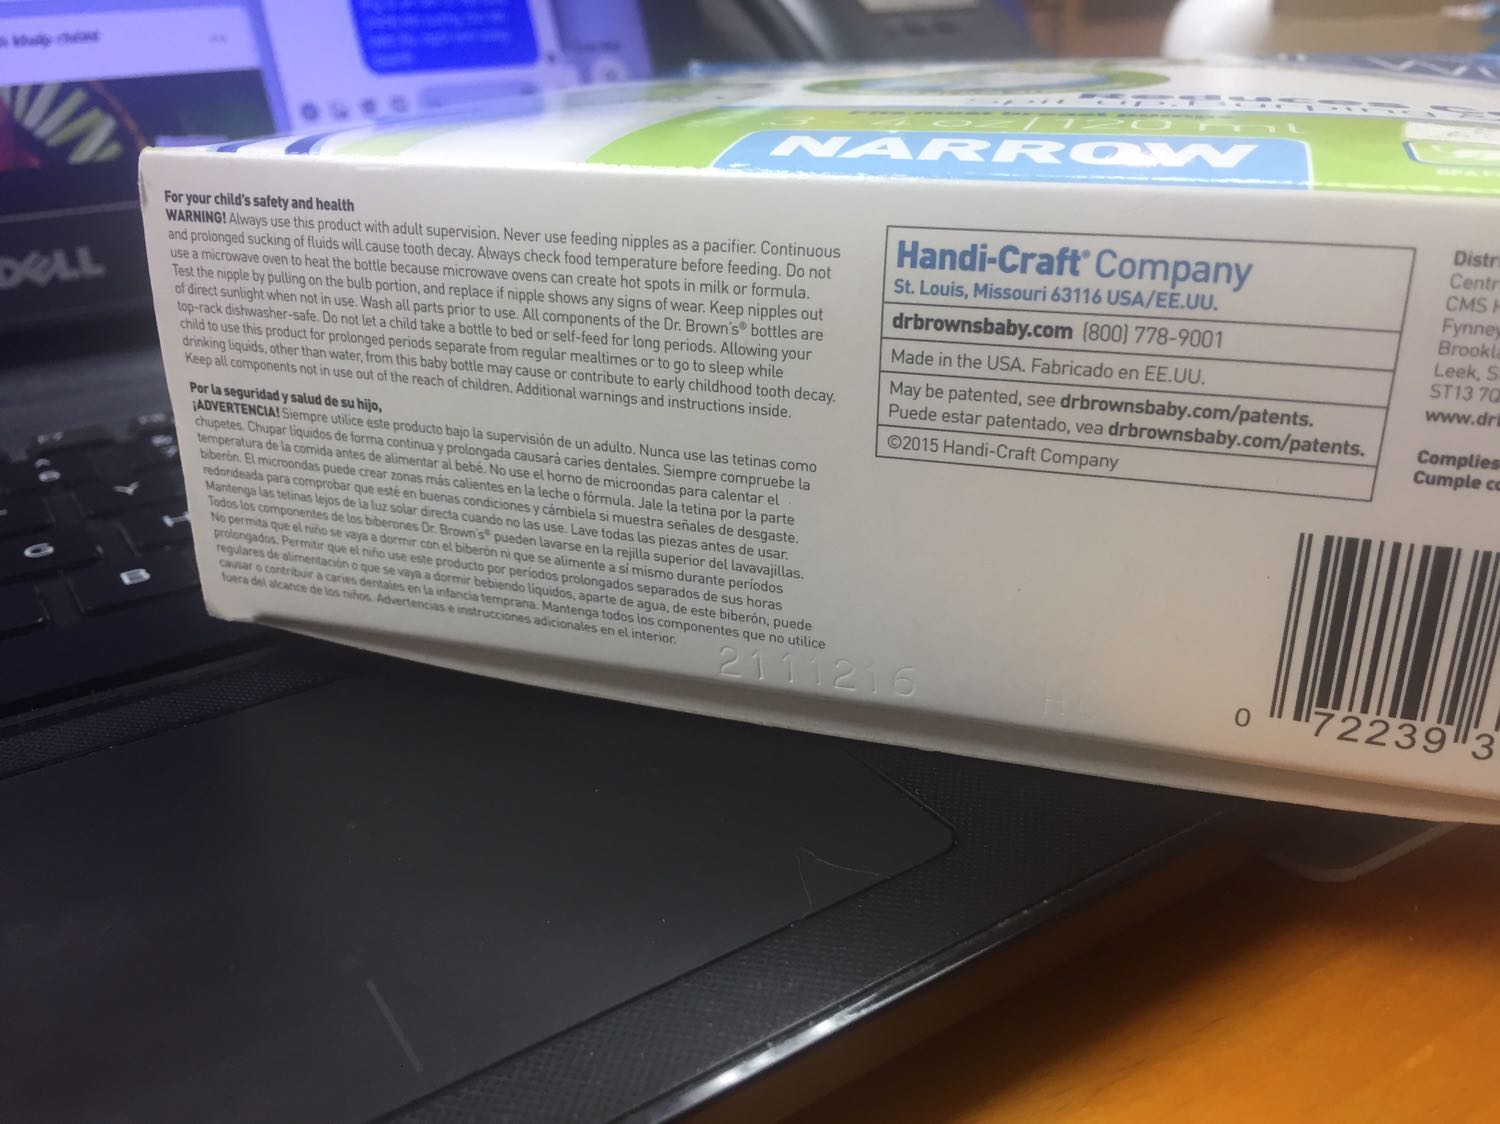 DELL
G
B
NARROW
3 - 4 oz | 120 ml
For your child's safety and health
WARNING! Always use this product with adult supervision. Never use feeding nipples as a pacifier. Continuous
and prolonged sucking of fluids will cause tooth decay. Always check food temperature before feeding. Do not
use a microwave oven to heat the bottle because microwave ovens can create hot spots in milk or formula.
Test the nipple by pulling on the bulb portion, and replace if nipple shows any signs of wear. Keep nipples out
of direct sunlight when not in use. Wash all parts prior to use. All components of the Dr. Brown's® bottles are
top-rack dishwasher-safe. Do not let a child take a bottle to bed or self-feed for long periods. Allowing your
child to use this product for prolonged periods separate from regular mealtimes or to go to sleep while
drinking liquids, other than water, from this baby bottle may cause or contribute to early childhood tooth decay.
Keep all components not in use out of the reach of children. Additional warnings and instructions inside.
Por la seguridad y salud de su hijo,
¡ADVERTENCIA! Siempre utilice este producto bajo la supervisión de un adulto. Nunca use las tetinas como
chupetes. Chupar líquidos de forma continua y prolongada causará caries dentales. Siempre compruebe la
temperatura de la comida antes de alimentar al bebé. No use el horno de microondas para calentar el
biberón. El microondas puede crear zonas más calientes en la leche o fórmula. Jale la tetina por la parte
redondeada para comprobar que esté en buenas condiciones y cámbiela si muestra señales de desgaste.
Mantenga las tetinas lejos de la luz solar directa cuando no las use. Lave todas las piezas antes de usar.
Todos los componentes de los biberones Dr. Brown's® pueden lavarse en la rejilla superior del lavavajillas.
No permita que el niño se vaya a dormir con el biberón ni que se alimente a sí mismo durante períodos
prolongados. Permitir que el niño use este producto por períodos prolongados separados de sus horas
regulares de alimentación o que se vaya a dormir bebiendo líquidos, aparte de agua, de este biberón, puede
causar o contribuir a caries dentales en la infancia temprana. Mantenga todos los componentes que no utilice
fuera del alcance de los niños. Advertencias e instrucciones adicionales en el interior.
2111216
Handi-Craft® Company
St. Louis, Missouri 63116 USA/EE.UU.
drbrownsbaby.com (800) 778-9001
Made in the USA. Fabricado en EE.UU.
May be patented, see drbrownsbaby.com/patents.
Puede estar patentado, vea drbrownsbaby.com/patents.
©2015 Handi-Craft Company
Distr
Centr
CMS H
Fynney
Brookl
Leek, S
ST13 7Q
www.dr
Complies
Cumple c
0 72239 3